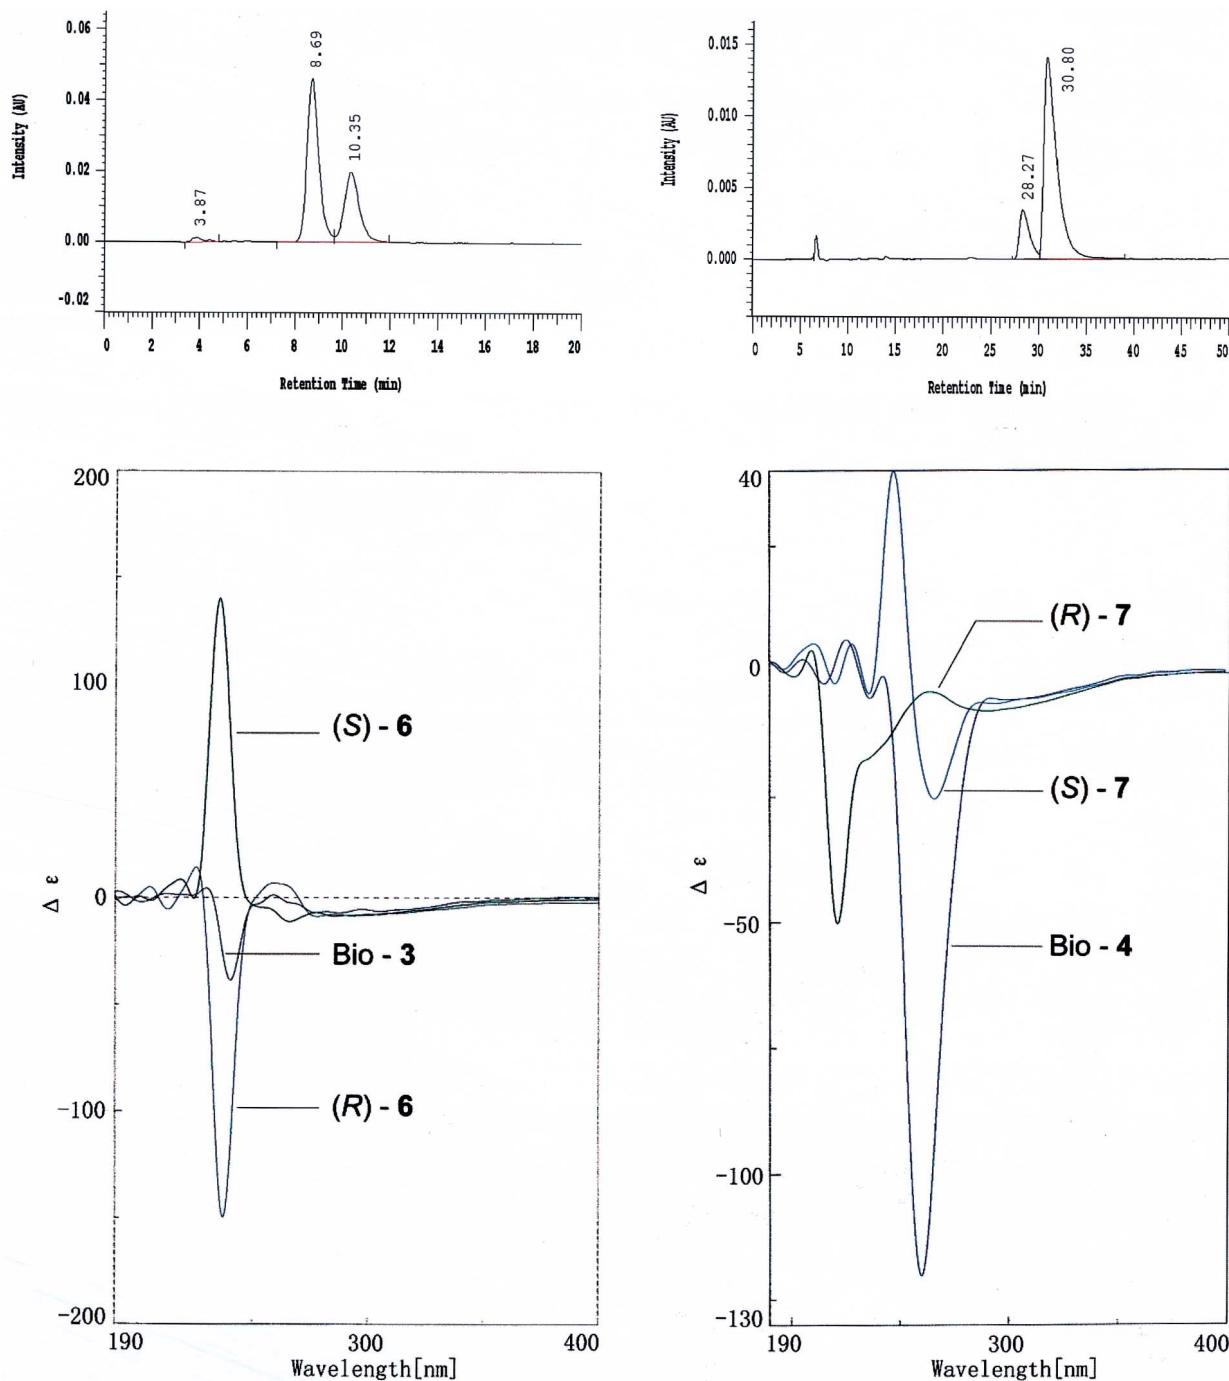 0.06
0.04
0.02
0.00
-0.02
Intensity (AU)
3.87
8.69
10.35
0 2 4 6 8 10 12 14 16 18 20
Retention Time (min)
0.015
0.010
0.005
0.000
Intensity (AU)
28.27
30.80
0 5 10 15 20 25 30 35 40 45 50
Retention Time (min)
200
100
0
-100
-200
Δ ε
(S) - 6
Bio - 3
(R) - 6
190 300 400
Wavelength[nm]
40
0
-50
-100
-130
Δ ε
(R) - 7
(S) - 7
Bio - 4
190 300 400
Wavelength[nm]